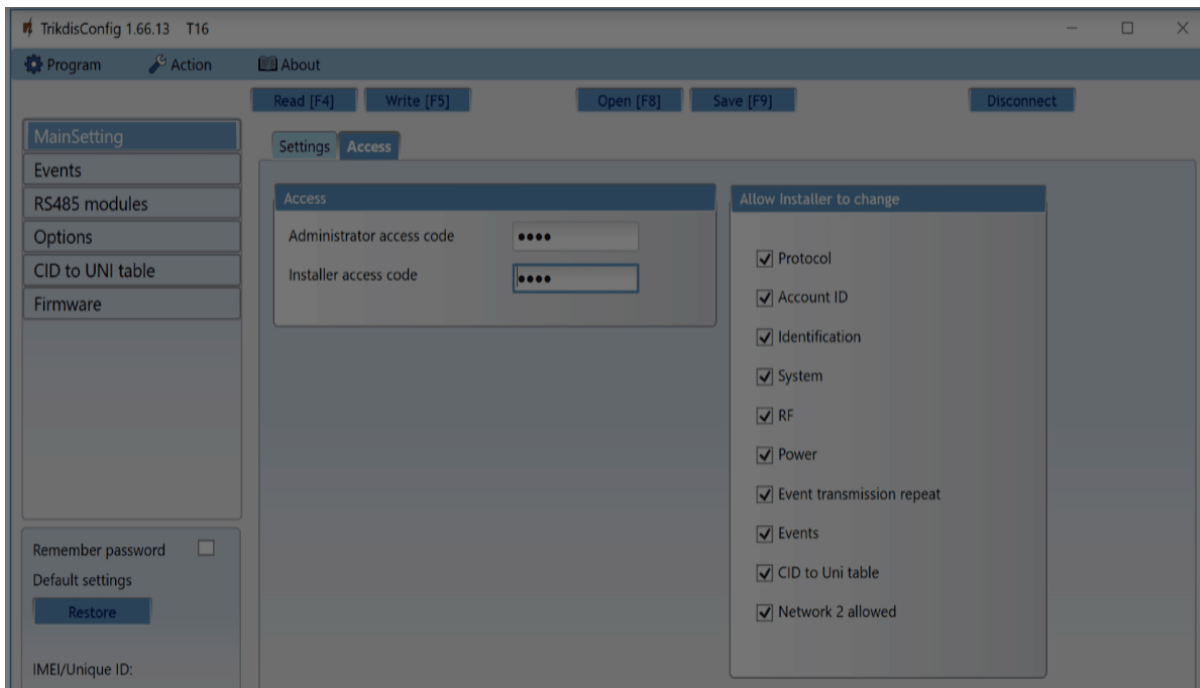 TrikdisConfig 1.66.13 T16
Program Action About
Read [F4] Write [F5] Open [F8] Save [F9] Disconnect
MainSetting
Events
RS485 modules
Options
CID to UNI table
Firmware
Remember password
Default settings
Restore
IMEI/Unique ID:
Settings Access
Access
Administrator access code ••••
Installer access code ••••
Allow Installer to change
Protocol
Account ID
Identification
System
RF
Power
Event transmission repeat
Events
CID to Uni table
Network 2 allowed